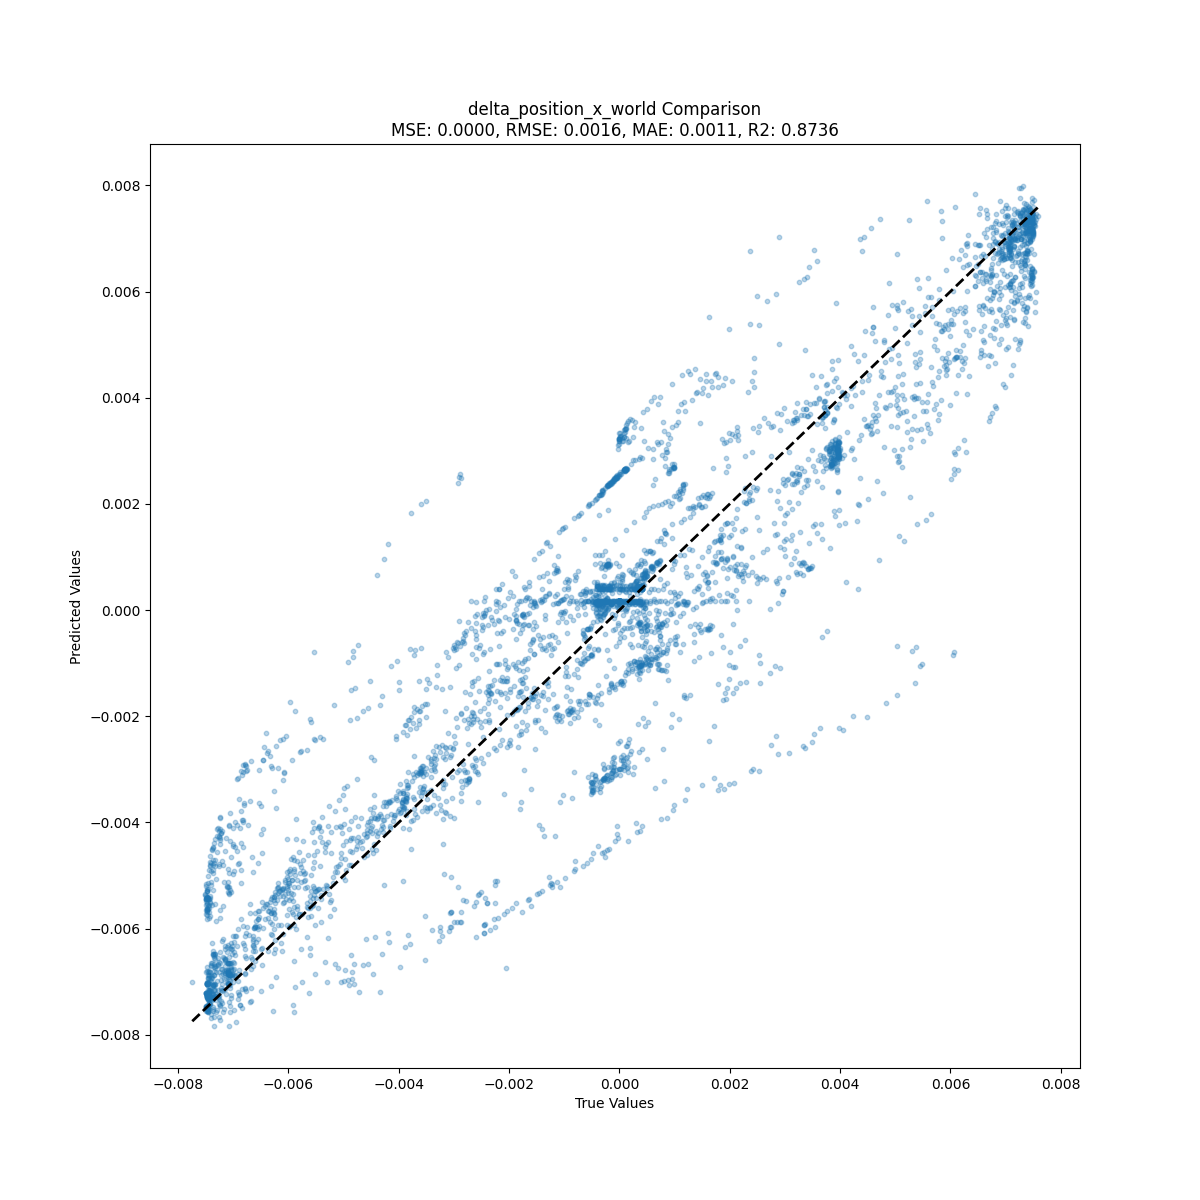 delta_position_x_world Comparison
MSE: 0.0000, RMSE: 0.0016, MAE: 0.0011, R2: 0.8736
0.008
0.006
0.004
0.002
0.000
−0.002
−0.004
−0.006
−0.008
Predicted Values
−0.008 −0.006 −0.004 −0.002 0.000 0.002 0.004 0.006 0.008
True Values